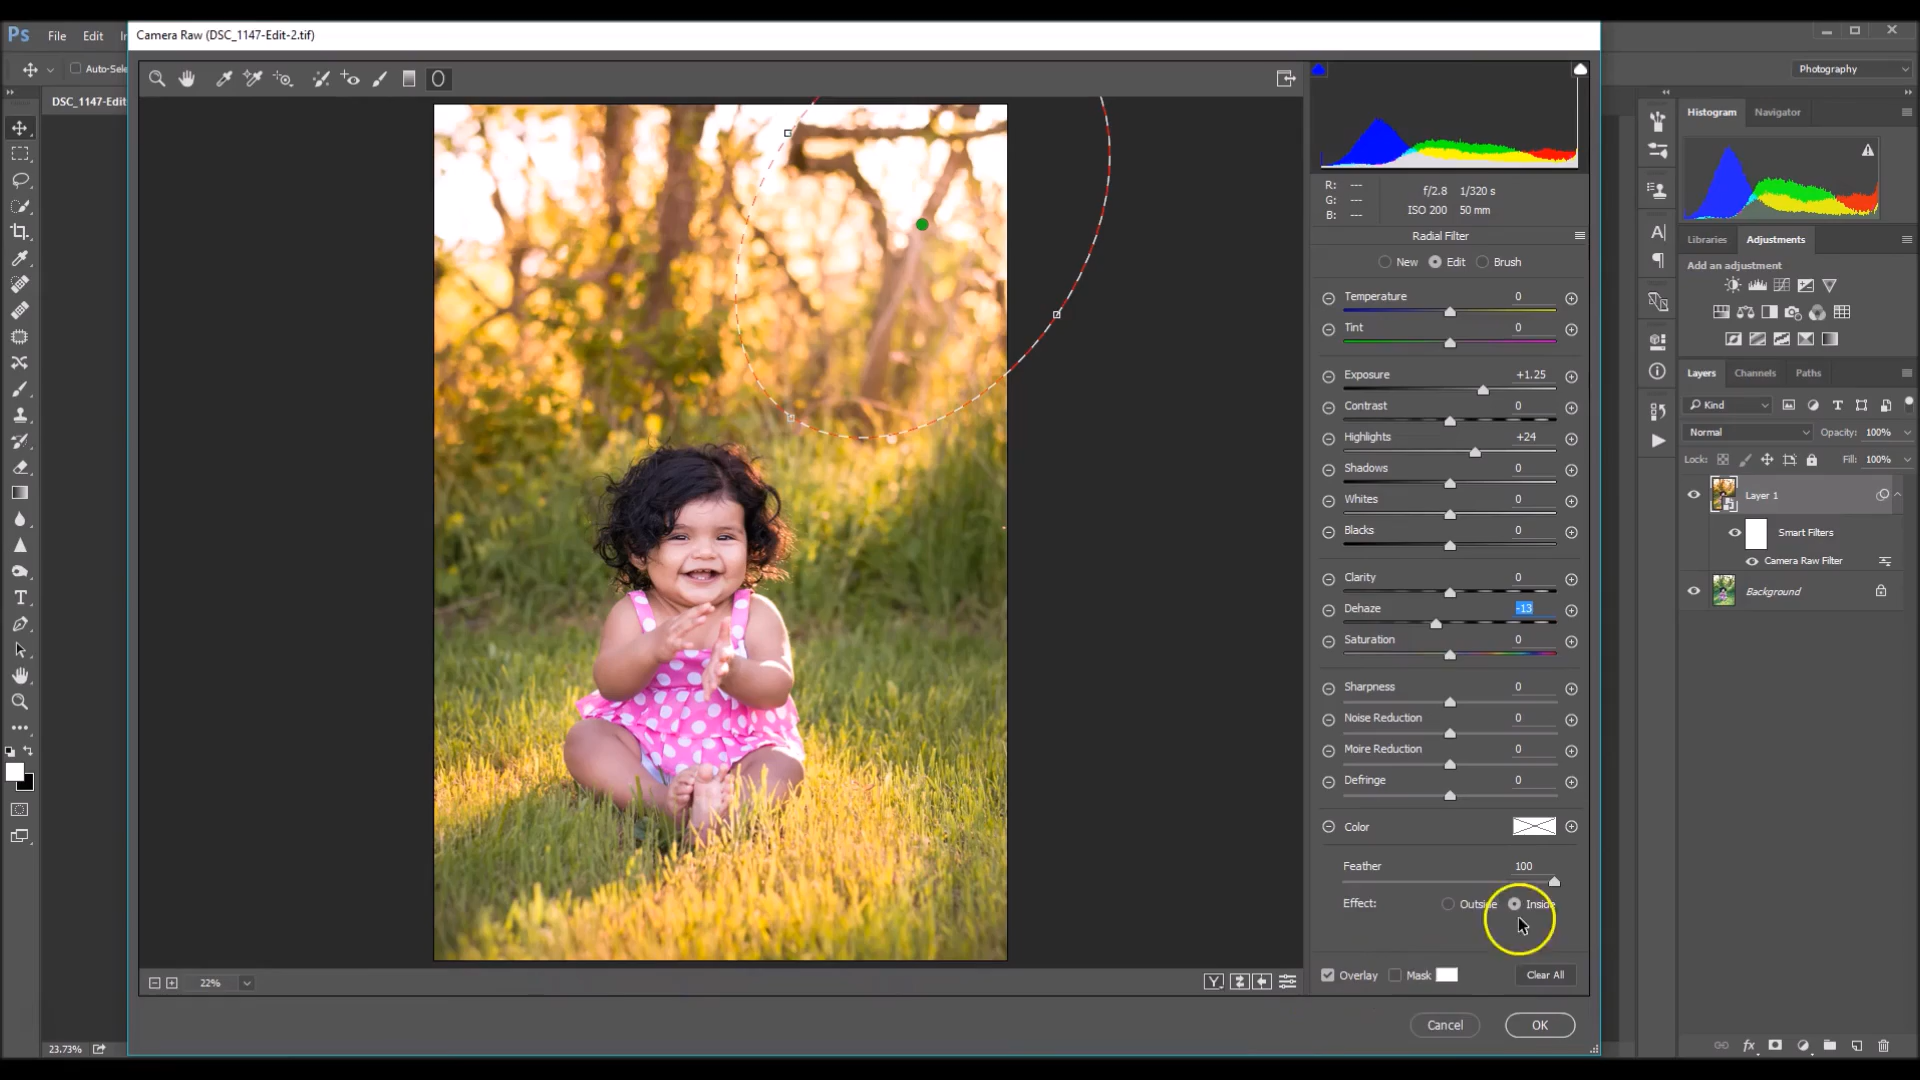 Camera Raw (DSC_1147-Edit-2.tif)
Ps File Edit
Auto-Sele
Photography
DSC_1147-Edit
Histogram Navigator
R: ---
G: ---
B: ---
f/2.8 1/320 s
ISO 200 50 mm
Radial Filter
New Edit Brush
Temperature 0
Tint 0
Exposure +1.25
Contrast 0
Highlights +24
Shadows 0
Whites 0
Blacks 0
Clarity 0
Dehaze -13
Saturation 0
Sharpness 0
Noise Reduction 0
Moire Reduction 0
Defringe 0
Color
Feather 100
Effect: Outside Inside
Overlay Mask Clear All
22%
Cancel OK
Libraries Adjustments
Add an adjustment
Layers Channels Paths
Kind
Normal Opacity: 100%
Lock: Fill: 100%
Layer 1
Smart Filters
Camera Raw Filter
Background
fx
23.73%